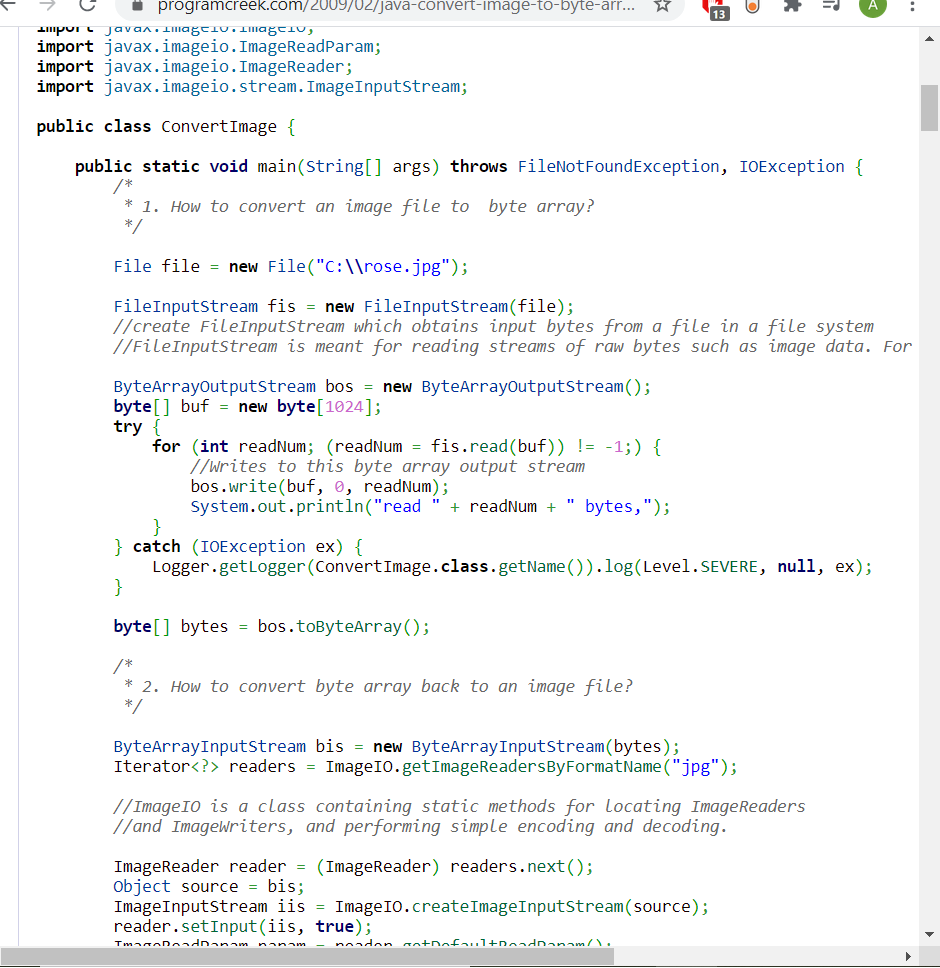 programcreek.com/2009/02/java-convert-image-to-byte-arr...
13
A
import javax.imageio.ImageIO;
import javax.imageio.ImageReadParam;
import javax.imageio.ImageReader;
import javax.imageio.stream.ImageInputStream;
public class ConvertImage {
public static void main(String[] args) throws FileNotFoundException, IOException {
/*
* 1. How to convert an image file to  byte array?
*/
File file = new File("C:\\rose.jpg");
FileInputStream fis = new FileInputStream(file);
//create FileInputStream which obtains input bytes from a file in a file system
//FileInputStream is meant for reading streams of raw bytes such as image data. For
ByteArrayOutputStream bos = new ByteArrayOutputStream();
byte[] buf = new byte[1024];
try {
for (int readNum; (readNum = fis.read(buf)) != -1;) {
//Writes to this byte array output stream
bos.write(buf, 0, readNum);
System.out.println("read " + readNum + " bytes,");
}
} catch (IOException ex) {
Logger.getLogger(ConvertImage.class.getName()).log(Level.SEVERE, null, ex);
}
byte[] bytes = bos.toByteArray();
/*
* 2. How to convert byte array back to an image file?
*/
ByteArrayInputStream bis = new ByteArrayInputStream(bytes);
Iterator<?> readers = ImageIO.getImageReadersByFormatName("jpg");
//ImageIO is a class containing static methods for locating ImageReaders
//and ImageWriters, and performing simple encoding and decoding.
ImageReader reader = (ImageReader) readers.next();
Object source = bis;
ImageInputStream iis = ImageIO.createImageInputStream(source);
reader.setInput(iis, true);
ImageReadParam param = reader.getDefaultReadParam();